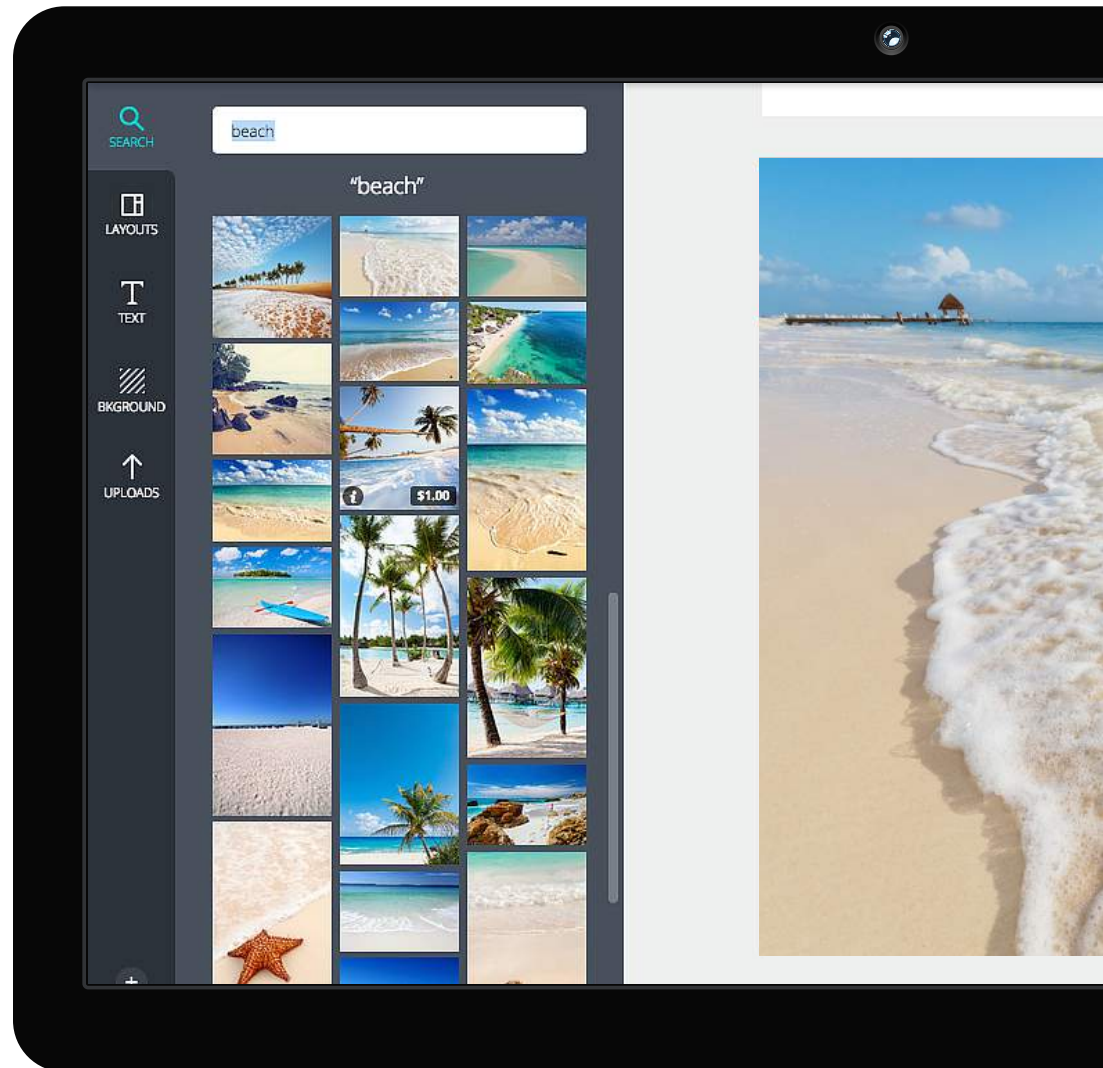 SEARCH
beach
"beach"
LAYOUTS
TEXT
BKGROUND
UPLOADS
i
$1.00
+